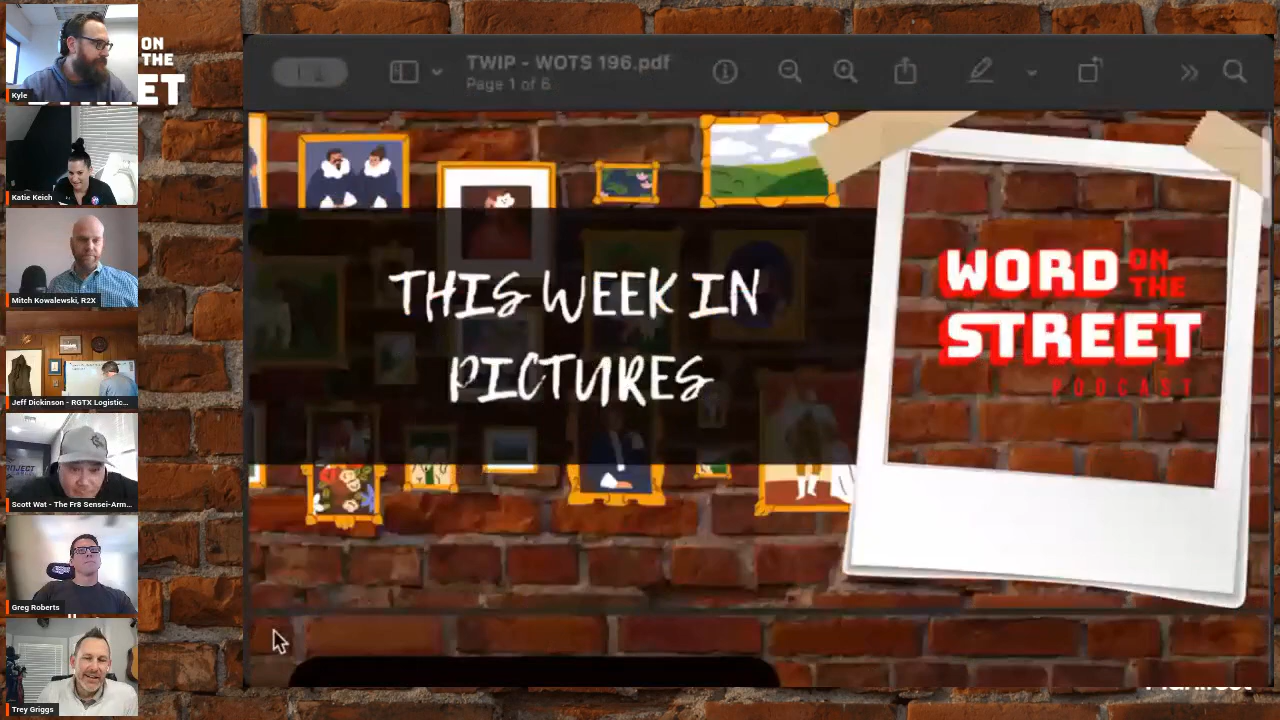 ON
THE
ET
Kyle
Katie Keich
Mitch Kowalewski, R2X
Jeff Dickinson - RGTX Logistic...
Scott Wat - The Fr8 Sensei-Arm...
Greg Roberts
Trey Griggs
TWIP - WOTS 196.pdf
Page 1 of 6
THIS WEEK IN
PICTURES
WORD ON
THE
STREET
PODCAST